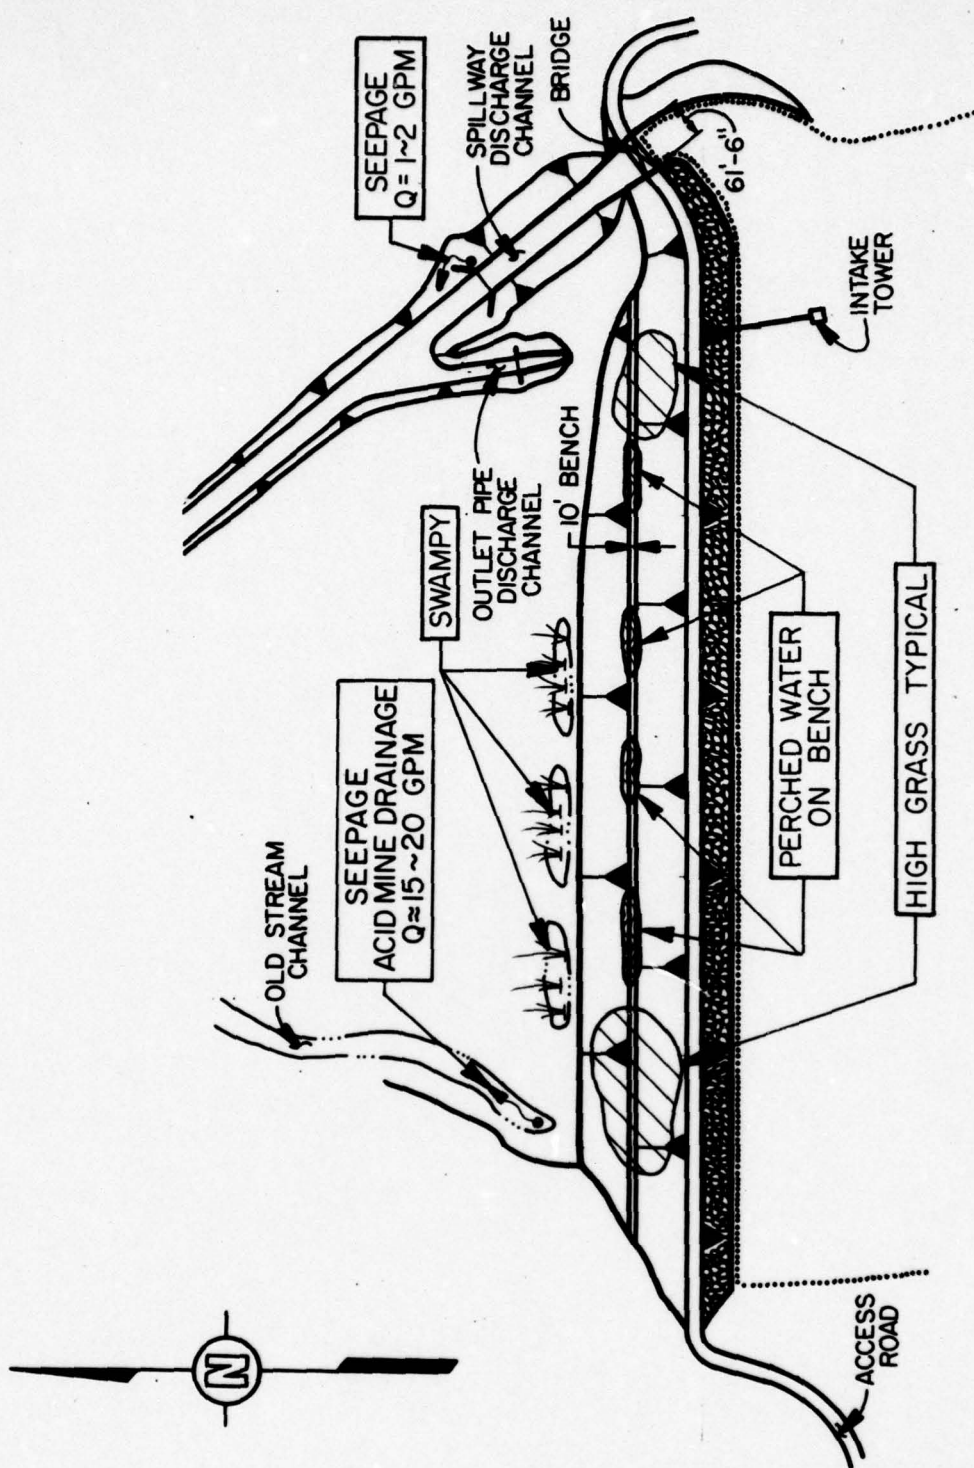 SEEPAGE
Q = 1~2 GPM
SPILLWAY
DISCHARGE
CHANNEL
BRIDGE
61'-6"
INTAKE
TOWER
OUTLET PIPE
DISCHARGE
CHANNEL
10' BENCH
SWAMPY
SEEPAGE
ACID MINE DRAINAGE
Q≈15~20 GPM
OLD STREAM
CHANNEL
PERCHED WATER
ON BENCH
HIGH GRASS TYPICAL
N
ACCESS
ROAD